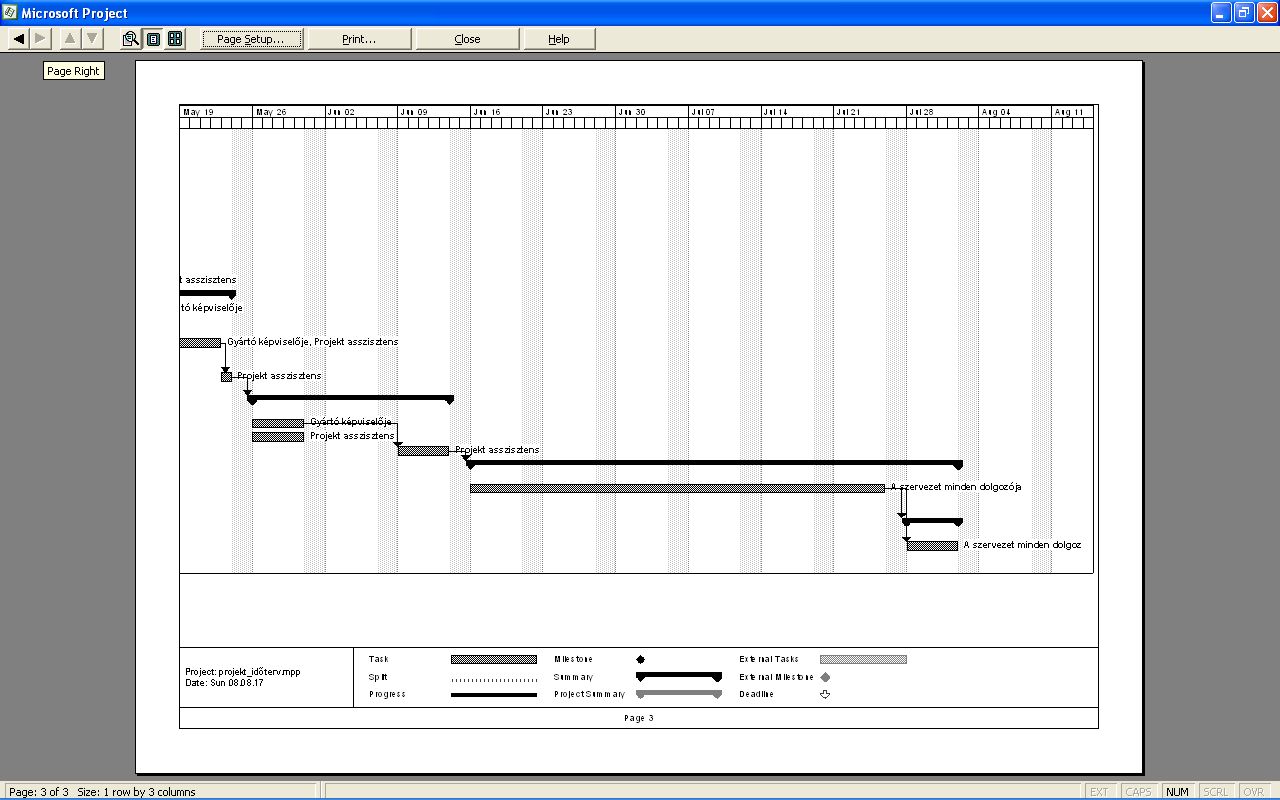 Microsoft Project
Page Setup... Print... Close Help
Page Right
May 19 May 26 Jun 02 Jun 09 Jun 16 Jun 23 Jun 30 Jul 07 Jul 14 Jul 21 Jul 28 Aug 04 Aug 11
t asszisztens
tó képviselője
Gyártó képviselője, Projekt asszisztens
Projekt asszisztens
Gyártó képviselője
Projekt asszisztens
Projekt asszisztens
A szervezet minden dolgozója
A szervezet minden dolgoz
Project: projekt_időterv.mpp
Date: Sun 08.08.17
Task Milestone External Tasks
Split Summary External Milestone
Progress Project Summary Deadline
Page 3
Page: 3 of 3 Size: 1 row by 3 columns EXT CAPS NUM SCRL OVR